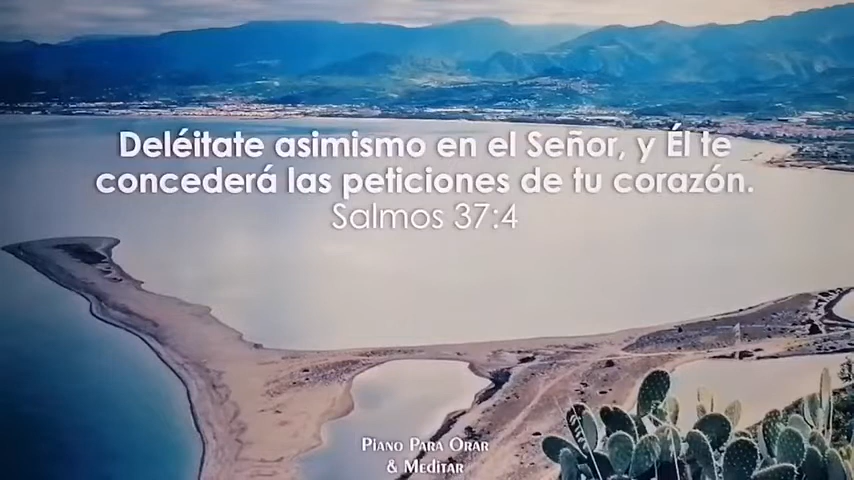 Deléitate asimismo en el Señor, y Él te
concederá las peticiones de tu corazón.
Salmos 37:4
Piano Para Orar
& Meditar